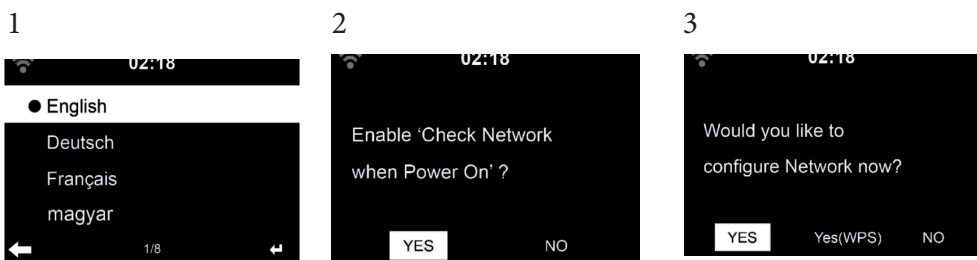 1
02:18
English
Deutsch
Français
magyar
1/8
2
02:18
Enable ‘Check Network
when Power On’ ?
YES NO
3
02:18
Would you like to
configure Network now?
YES Yes(WPS) NO